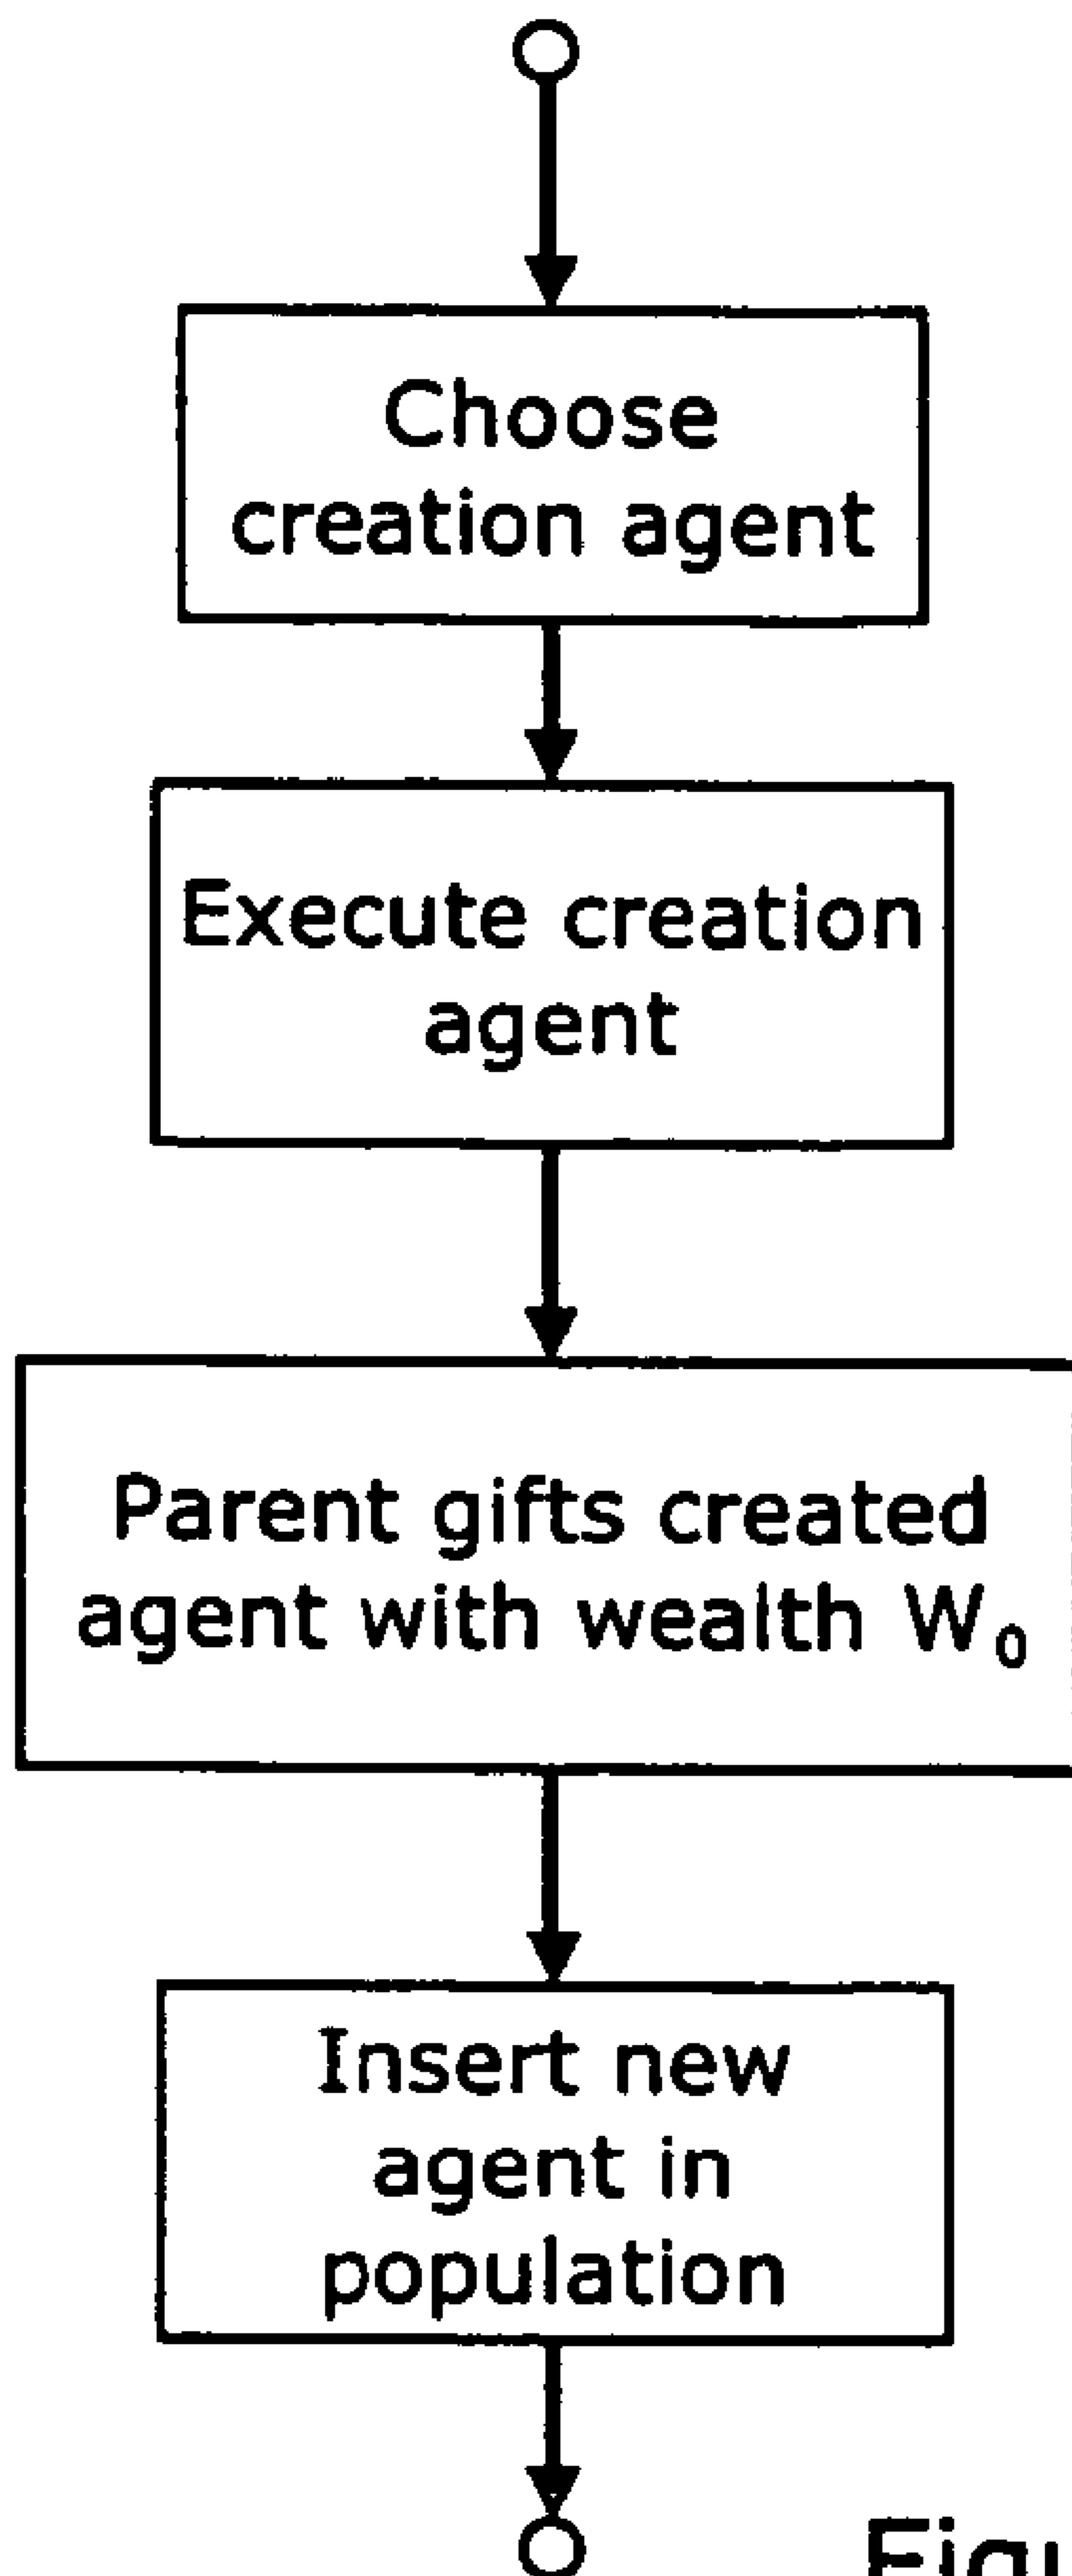 Choose
creation agent
Execute creation
agent
Parent gifts created
agent with wealth W₀
Insert new
agent in
population